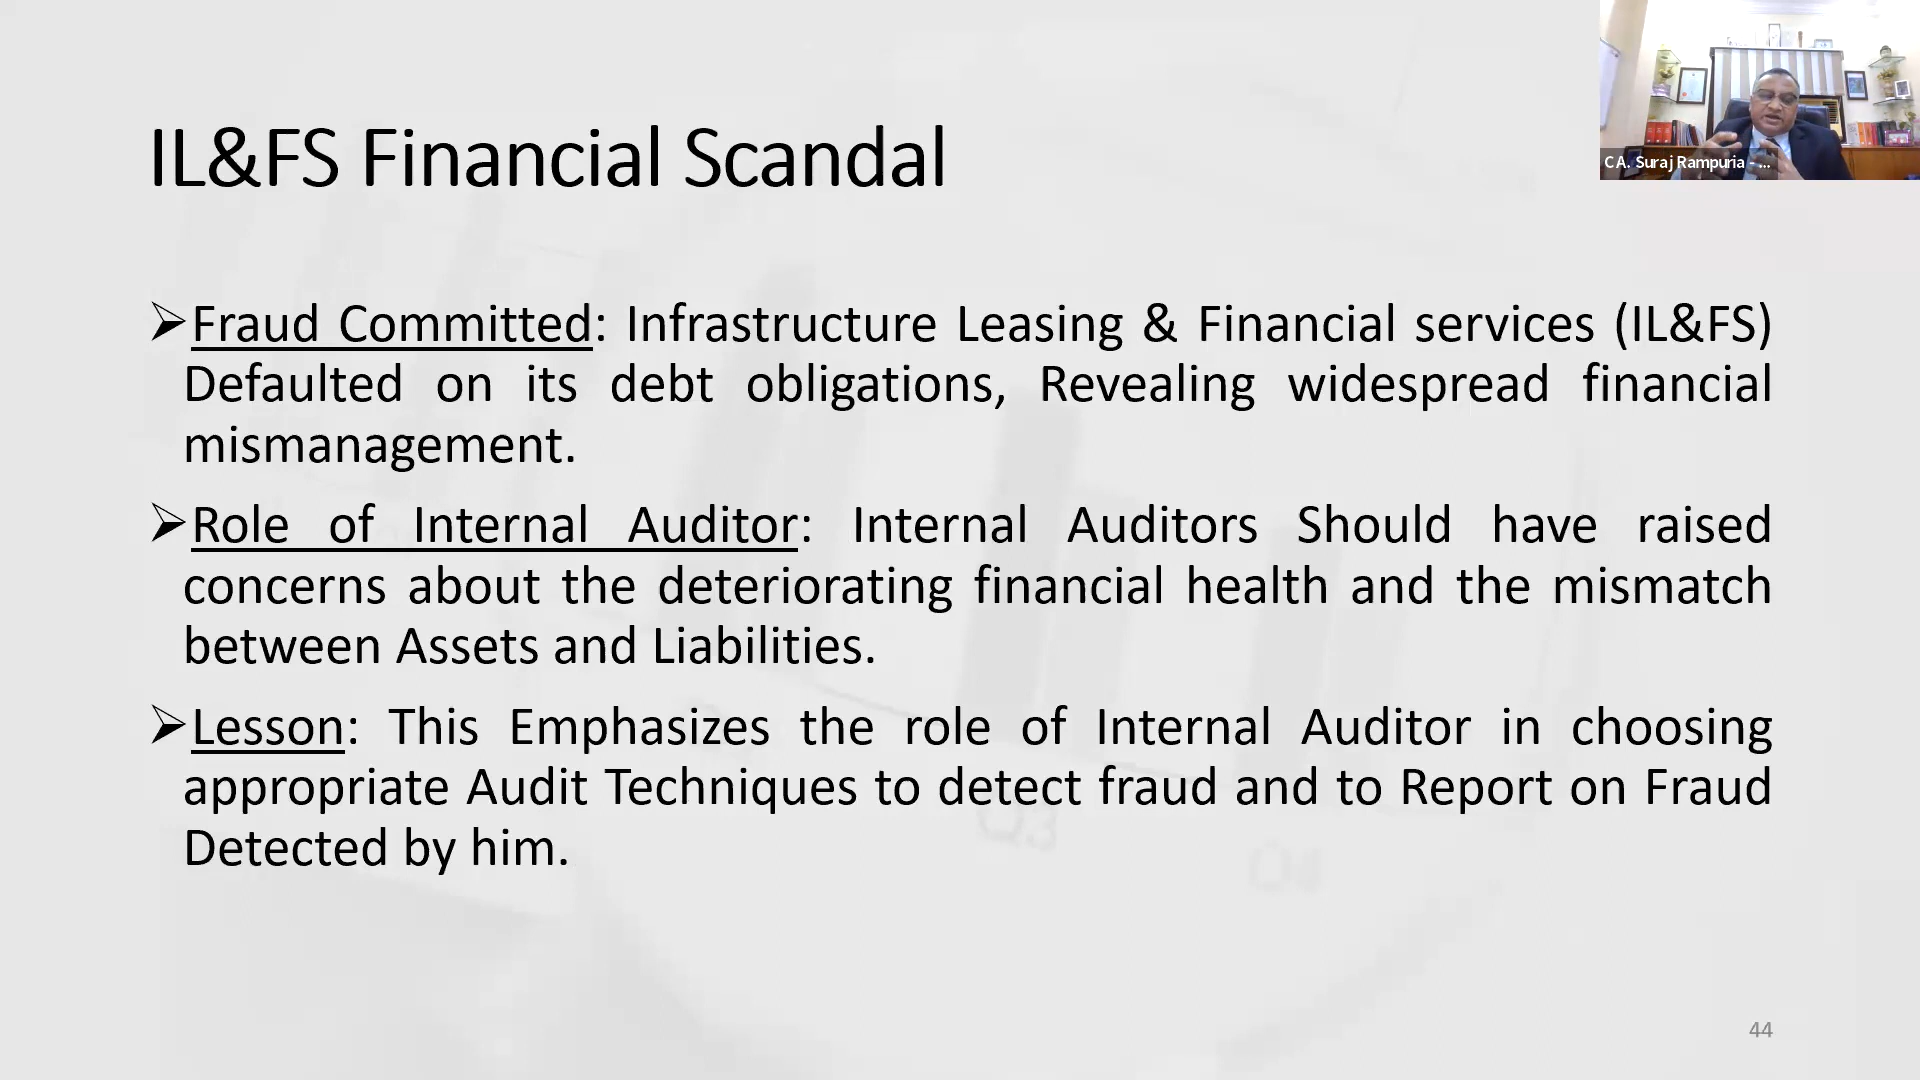 IL&FS Financial Scandal
C A. Suraj Rampuria - ...
➢Fraud Committed: Infrastructure Leasing & Financial services (IL&FS)
Defaulted on its debt obligations, Revealing widespread financial
mismanagement.
➢Role of Internal Auditor: Internal Auditors Should have raised
concerns about the deteriorating financial health and the mismatch
between Assets and Liabilities.
➢Lesson: This Emphasizes the role of Internal Auditor in choosing
appropriate Audit Techniques to detect fraud and to Report on Fraud
Detected by him.
Q3
Q4
44